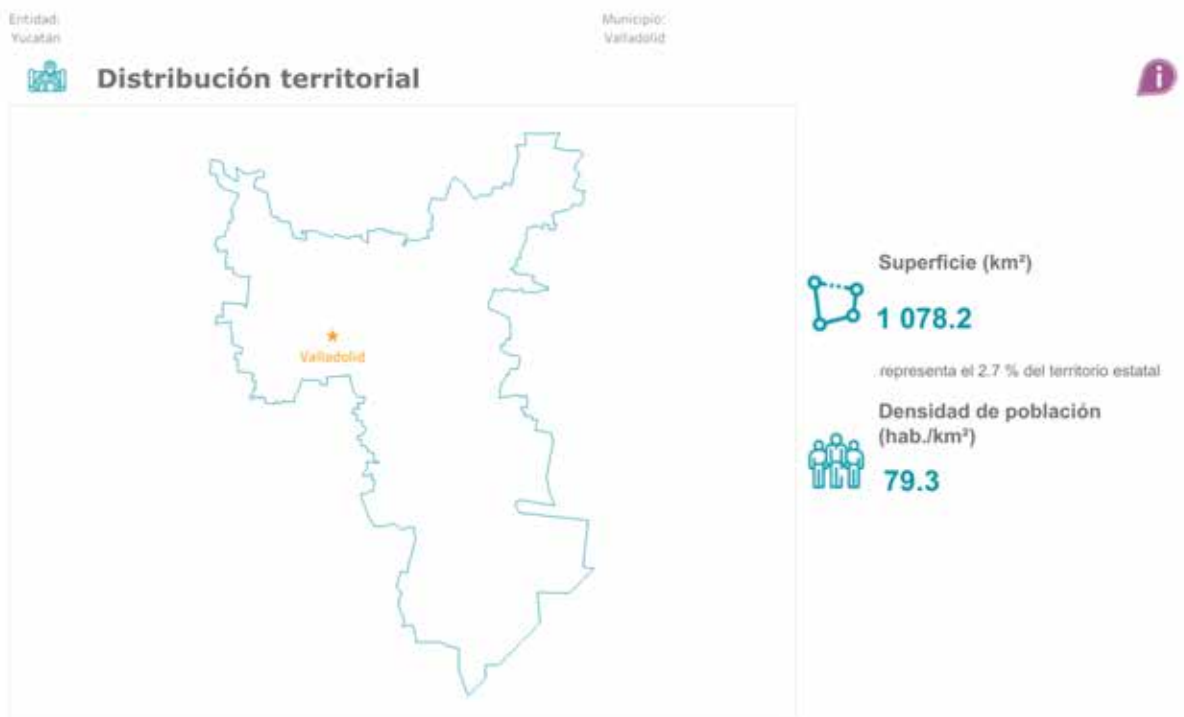 Entidad:
Yucatán
Municipio:
Valladolid
Distribución territorial
i
Valladolid
Superficie (km²)
1 078.2
representa el 2.7 % del territorio estatal
Densidad de población
(hab./km²)
79.3